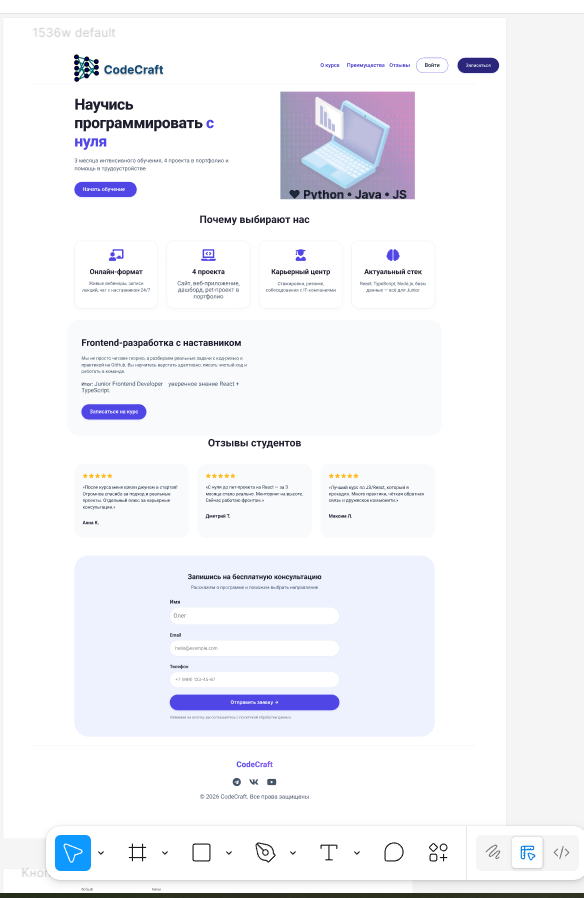 1536w default
CodeCraft
О курсе Преимущества Отзывы Войти Записаться
Научись
программировать с
нуля
3 месяца интенсивного обучения, 4 проекта в портфолио и
помощь в трудоустройстве
Начать обучение
♥ Python • Java • JS
Почему выбирают нас
Онлайн-формат
Живые вебинары, записи
лекций, чат с наставником 24/7
4 проекта
Сайт, веб-приложение,
дашборд, pet-проект в
портфолио
Карьерный центр
Стажировки, резюме,
собеседования с IT-компаниями
Актуальный стек
React, TypeScript, Node.js, базы
данных — всё для Junior
Frontend-разработка с наставником
Мы не просто читаем теорию, а разбираем реальные задачи с код-ревью и
практикой на GitHub. Вы научитесь верстать адаптивно, писать чистый код и
работать в команде.
Итог: Junior Frontend Developer уверенное знание React +
TypeScript.
Записаться на курс
Отзывы студентов
★★★★★
«После курса меня взяли джуном в стартап!
Огромное спасибо за подход и реальные
проекты. Отдельный плюс за карьерные
консультации.»
Анна К.
★★★★★
«С нуля до пет-проекта на React — за 3
месяца стало реально. Менторинг на высоте.
Сейчас работаю фронтом.»
Дмитрий Т.
★★★★★
«Лучший курс по JS/React, который я
проходил. Много практики, чёткая обратная
связь и дружеское комьюнити.»
Максим Л.
Запишись на бесплатную консультацию
Расскажем о программе и поможем выбрать направление
Имя
Олег
Email
hello@example.com
Телефон
+7 (999) 123-45-67
Отправить заявку →
Нажимая на кнопку, вы соглашаетесь с политикой обработки данных
CodeCraft
© 2026 CodeCraft. Все права защищены.